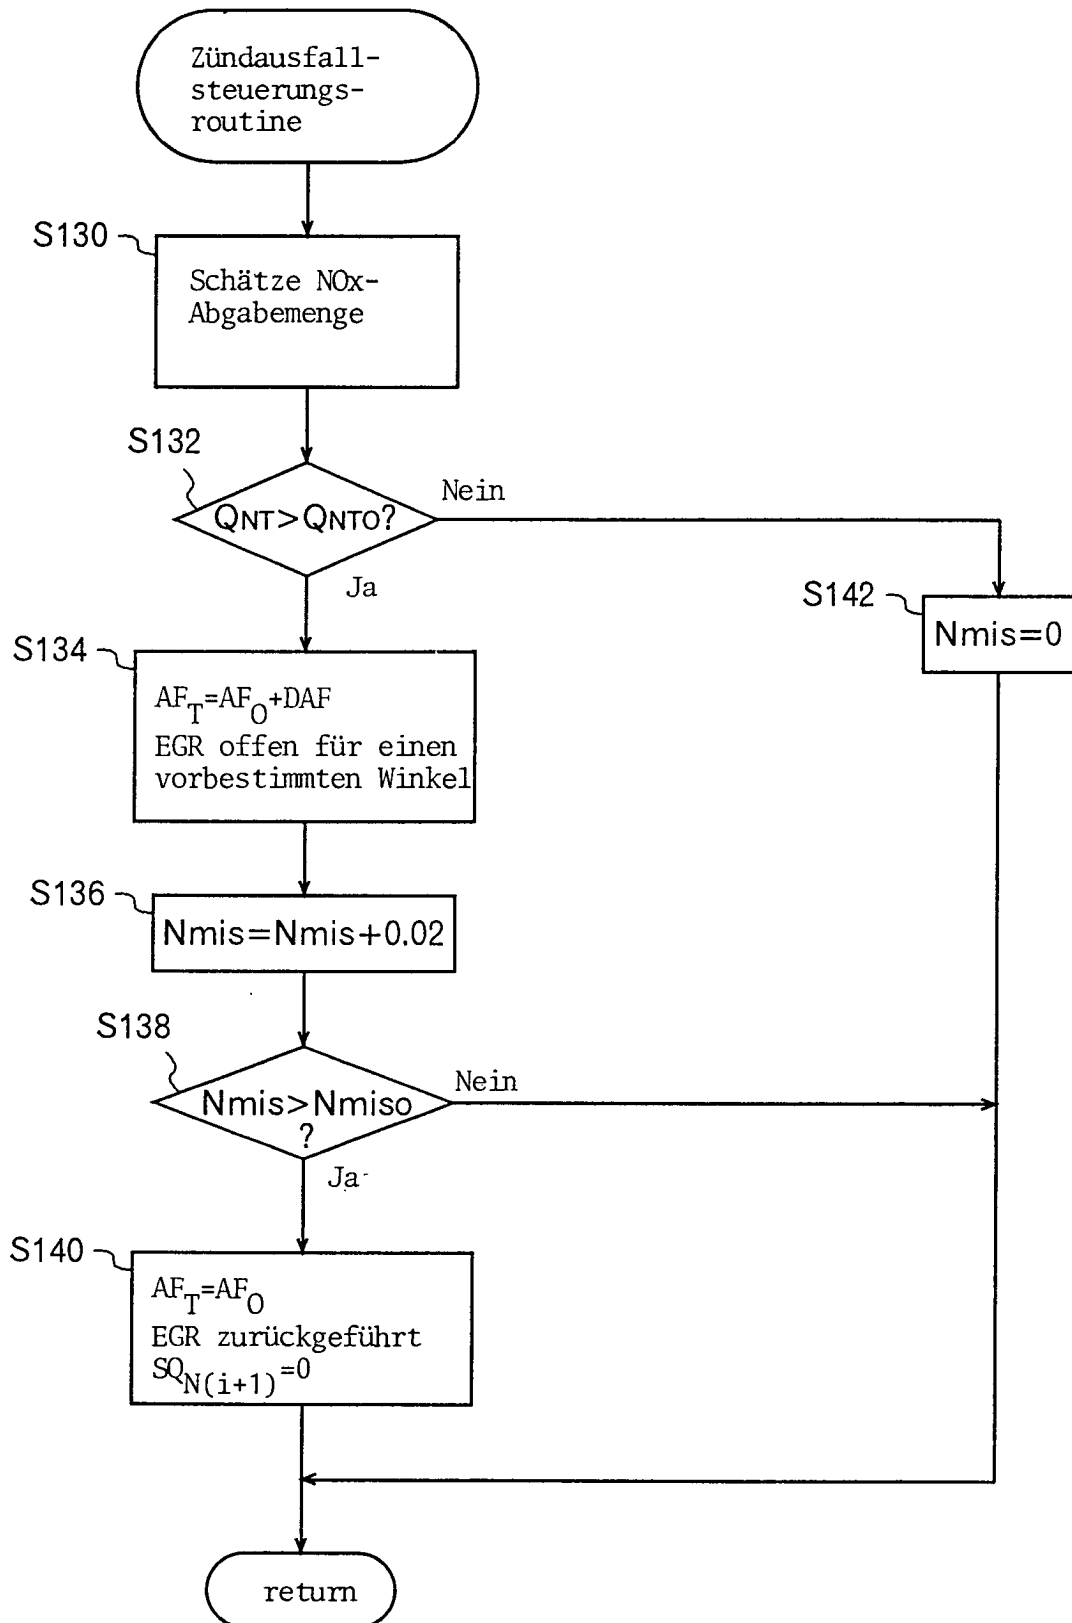 Zündausfall-
steuerungs-
routine
S130
Schätze NOx-
Abgabemenge
S132
QNT>QNTO?
Nein
Ja
S142
Nmis=0
S134
AFT=AFO+DAF
EGR offen für einen
vorbestimmten Winkel
S136
Nmis=Nmis+0.02
S138
Nmis>Nmiso
?
Nein
Ja
S140
AFT=AFO
EGR zurückgeführt
SQN(i+1)=0
return